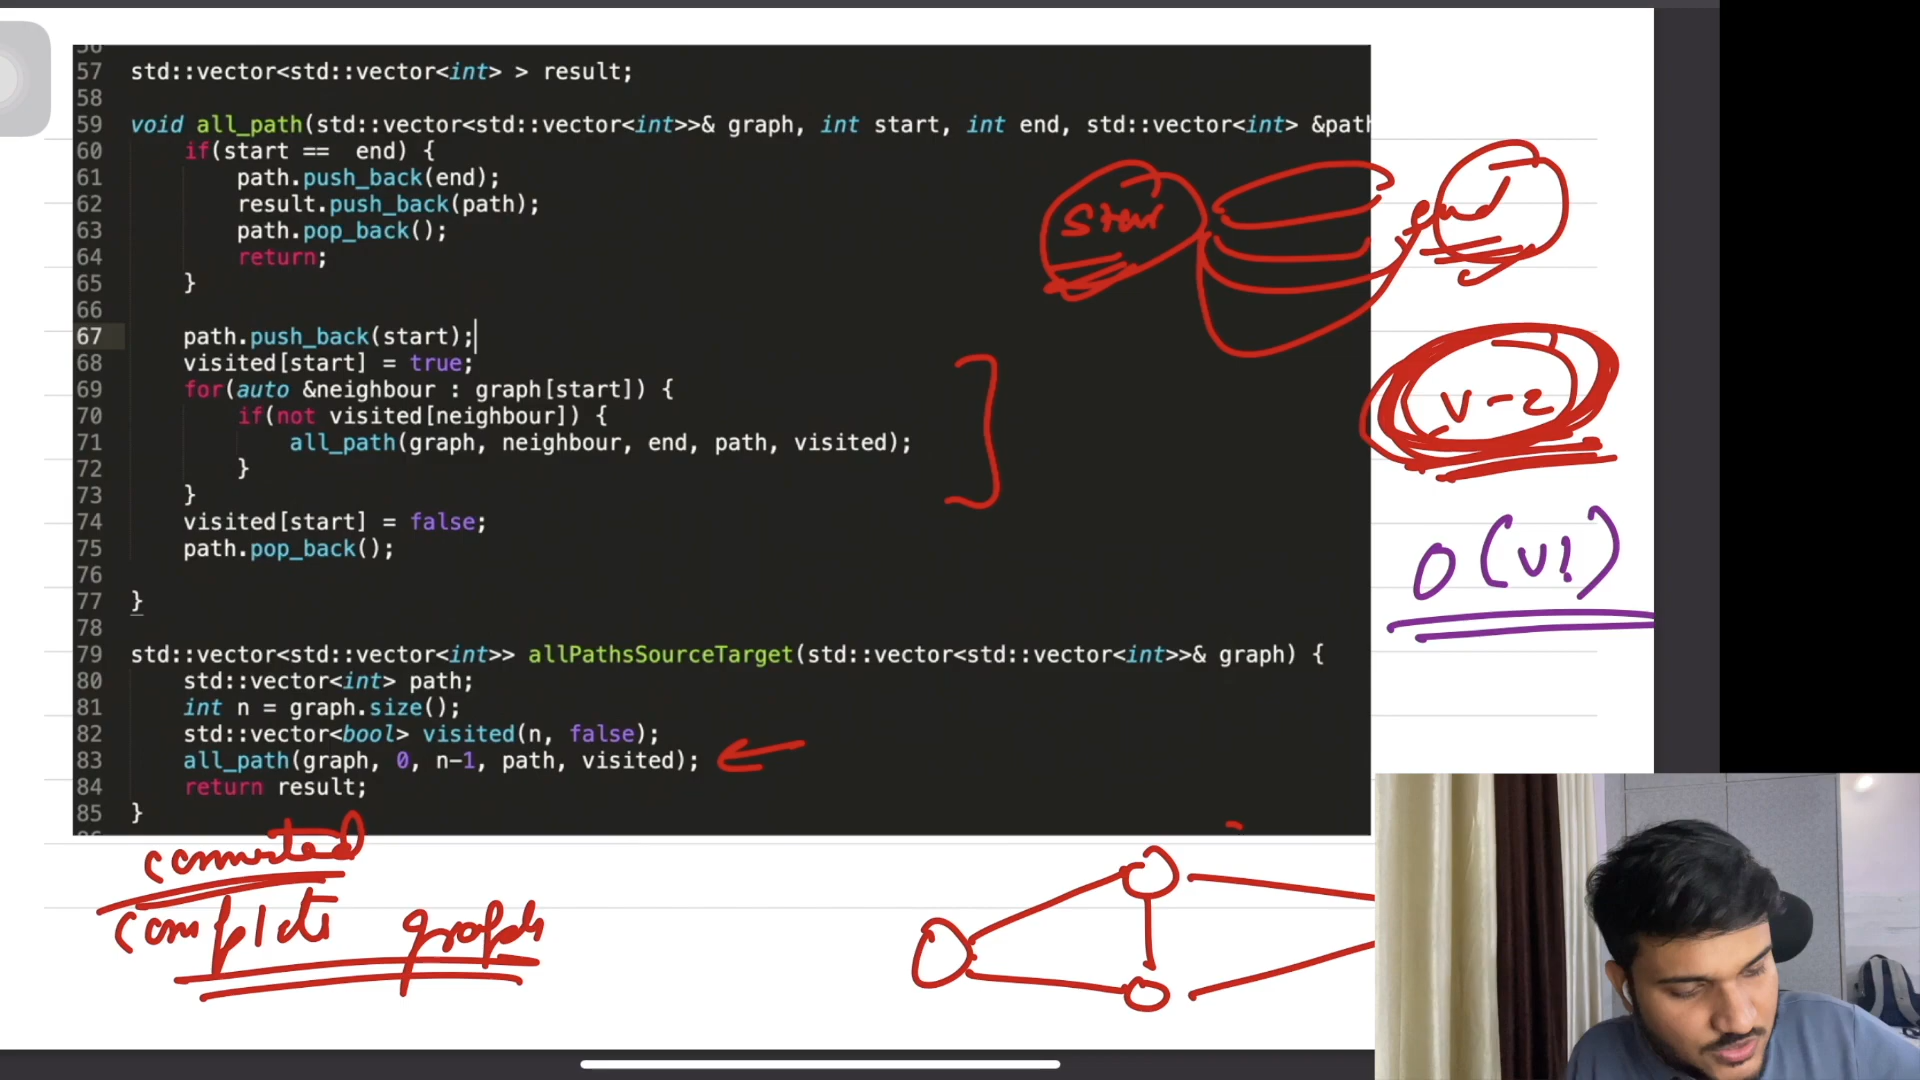 56
57 std::vector<std::vector<int> > result;
58
59 void all_path(std::vector<std::vector<int>>& graph, int start, int end, std::vector<int> &path
60 if(start == end) {
61 path.push_back(end);
62 result.push_back(path);
63 path.pop_back();
64 return;
65 }
66
67 path.push_back(start);
68 visited[start] = true;
69 for(auto &neighbour : graph[start]) {
70 if(not visited[neighbour]) {
71 all_path(graph, neighbour, end, path, visited);
72 }
73 }
74 visited[start] = false;
75 path.pop_back();
76
77 }
78
79 std::vector<std::vector<int>> allPathsSourceTarget(std::vector<std::vector<int>>& graph) {
80 std::vector<int> path;
81 int n = graph.size();
82 std::vector<bool> visited(n, false);
83 all_path(graph, 0, n-1, path, visited);
84 return result;
85 }
end
V-2
O(V!)
connected
complete graph